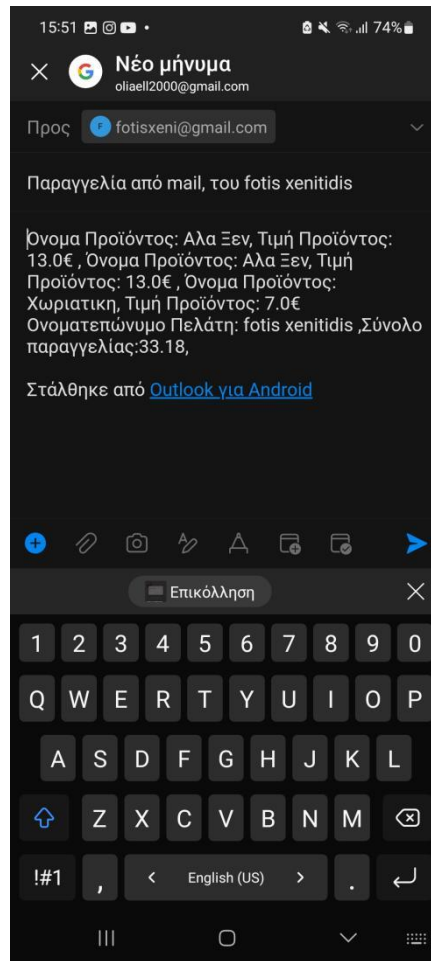 15:51
74%
Νέο μήνυμα
oliaell2000@gmail.com
Προς F fotisxeni@gmail.com
Παραγγελία από mail, του fotis xenitidis
Όνομα Προϊόντος: Αλα Ξεν, Τιμή Προϊόντος:
13.0€ , Όνομα Προϊόντος: Αλα Ξεν, Τιμή
Προϊόντος: 13.0€ , Όνομα Προϊόντος:
Χωριατικη, Τιμή Προϊόντος: 7.0€
Ονοματεπώνυμο Πελάτη: fotis xenitidis ,Σύνολο
παραγγελίας:33.18,
Στάλθηκε από Outlook για Android
Επικόλληση
1 2 3 4 5 6 7 8 9 0
Q W E R T Y U I O P
A S D F G H J K L
Z X C V B N M
!#1 , < English (US) > .